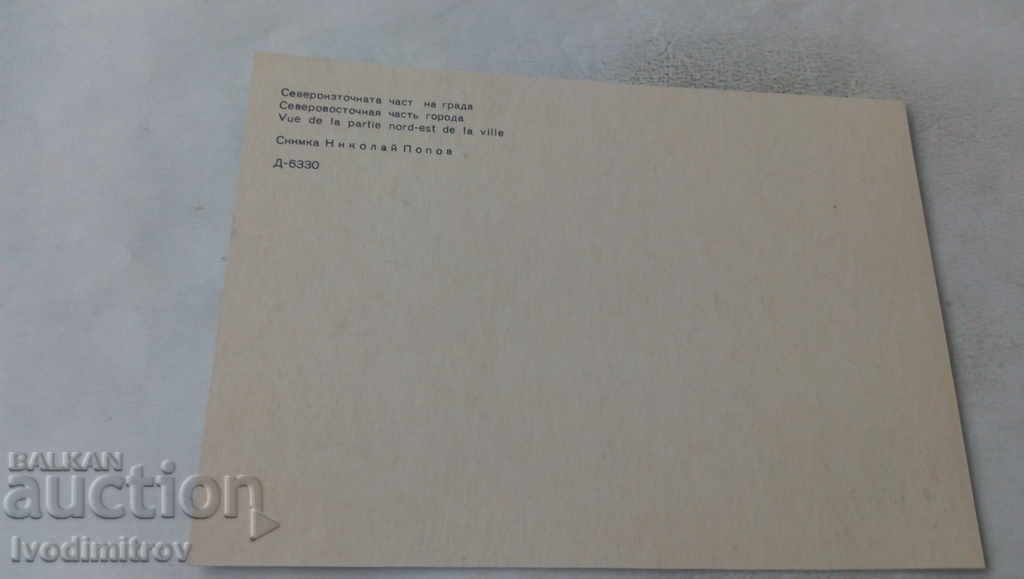 Североизточната част на града
Северовосточная часть города
Vue de la partie nord-est de la ville
Снимка Николай Попов
Д-6330
BALKAN
auction
Ivodimitrov